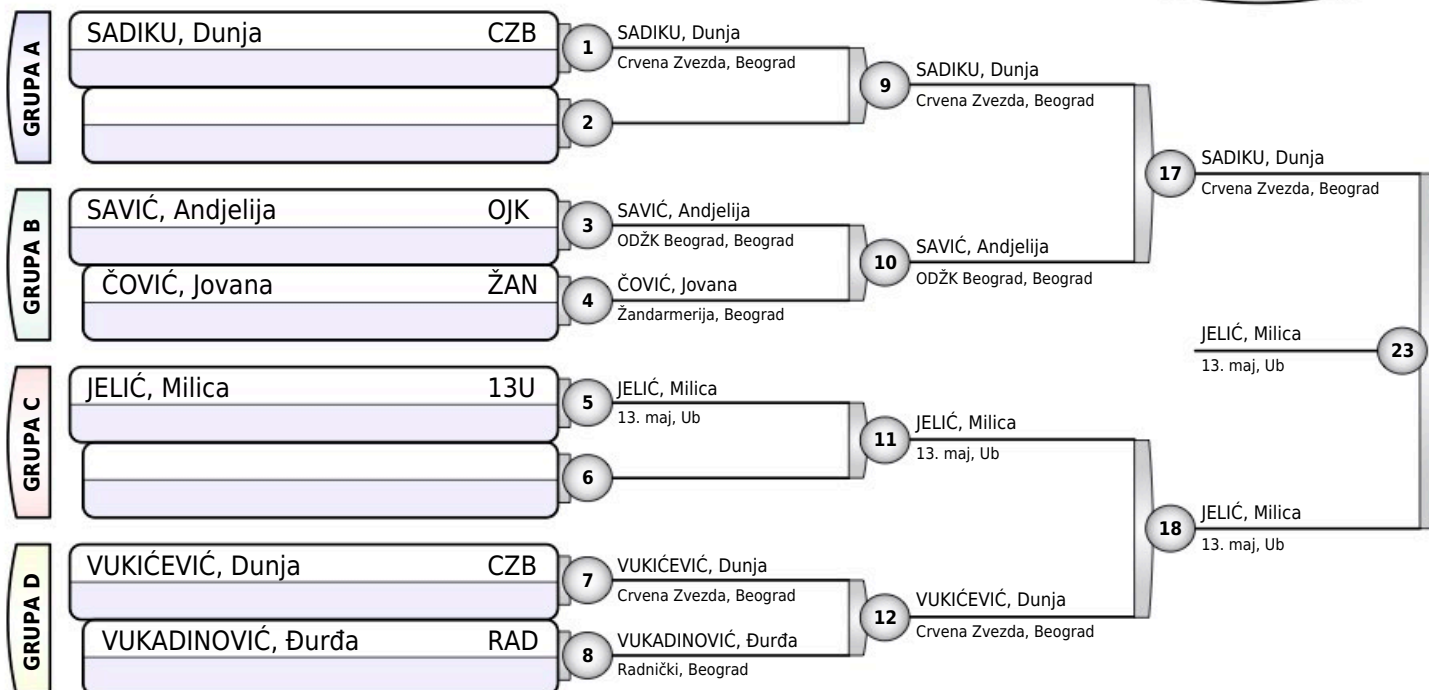 GRUPA A
SADIKU, Dunja CZB
1
SADIKU, Dunja
Crvena Zvezda, Beograd
2
9
SADIKU, Dunja
Crvena Zvezda, Beograd
GRUPA B
SAVIĆ, Andjelija OJK
ČOVIĆ, Jovana ŽAN
3
SAVIĆ, Andjelija
ODŽK Beograd, Beograd
4
ČOVIĆ, Jovana
Žandarmerija, Beograd
10
SAVIĆ, Andjelija
ODŽK Beograd, Beograd
17
SADIKU, Dunja
Crvena Zvezda, Beograd
GRUPA C
JELIĆ, Milica 13U
5
JELIĆ, Milica
13. maj, Ub
6
11
JELIĆ, Milica
13. maj, Ub
GRUPA D
VUKIĆEVIĆ, Dunja CZB
VUKADINOVIĆ, Đurđa RAD
7
VUKIĆEVIĆ, Dunja
Crvena Zvezda, Beograd
8
VUKADINOVIĆ, Đurđa
Radnički, Beograd
12
VUKIĆEVIĆ, Dunja
Crvena Zvezda, Beograd
18
JELIĆ, Milica
13. maj, Ub
JELIĆ, Milica
13. maj, Ub
23